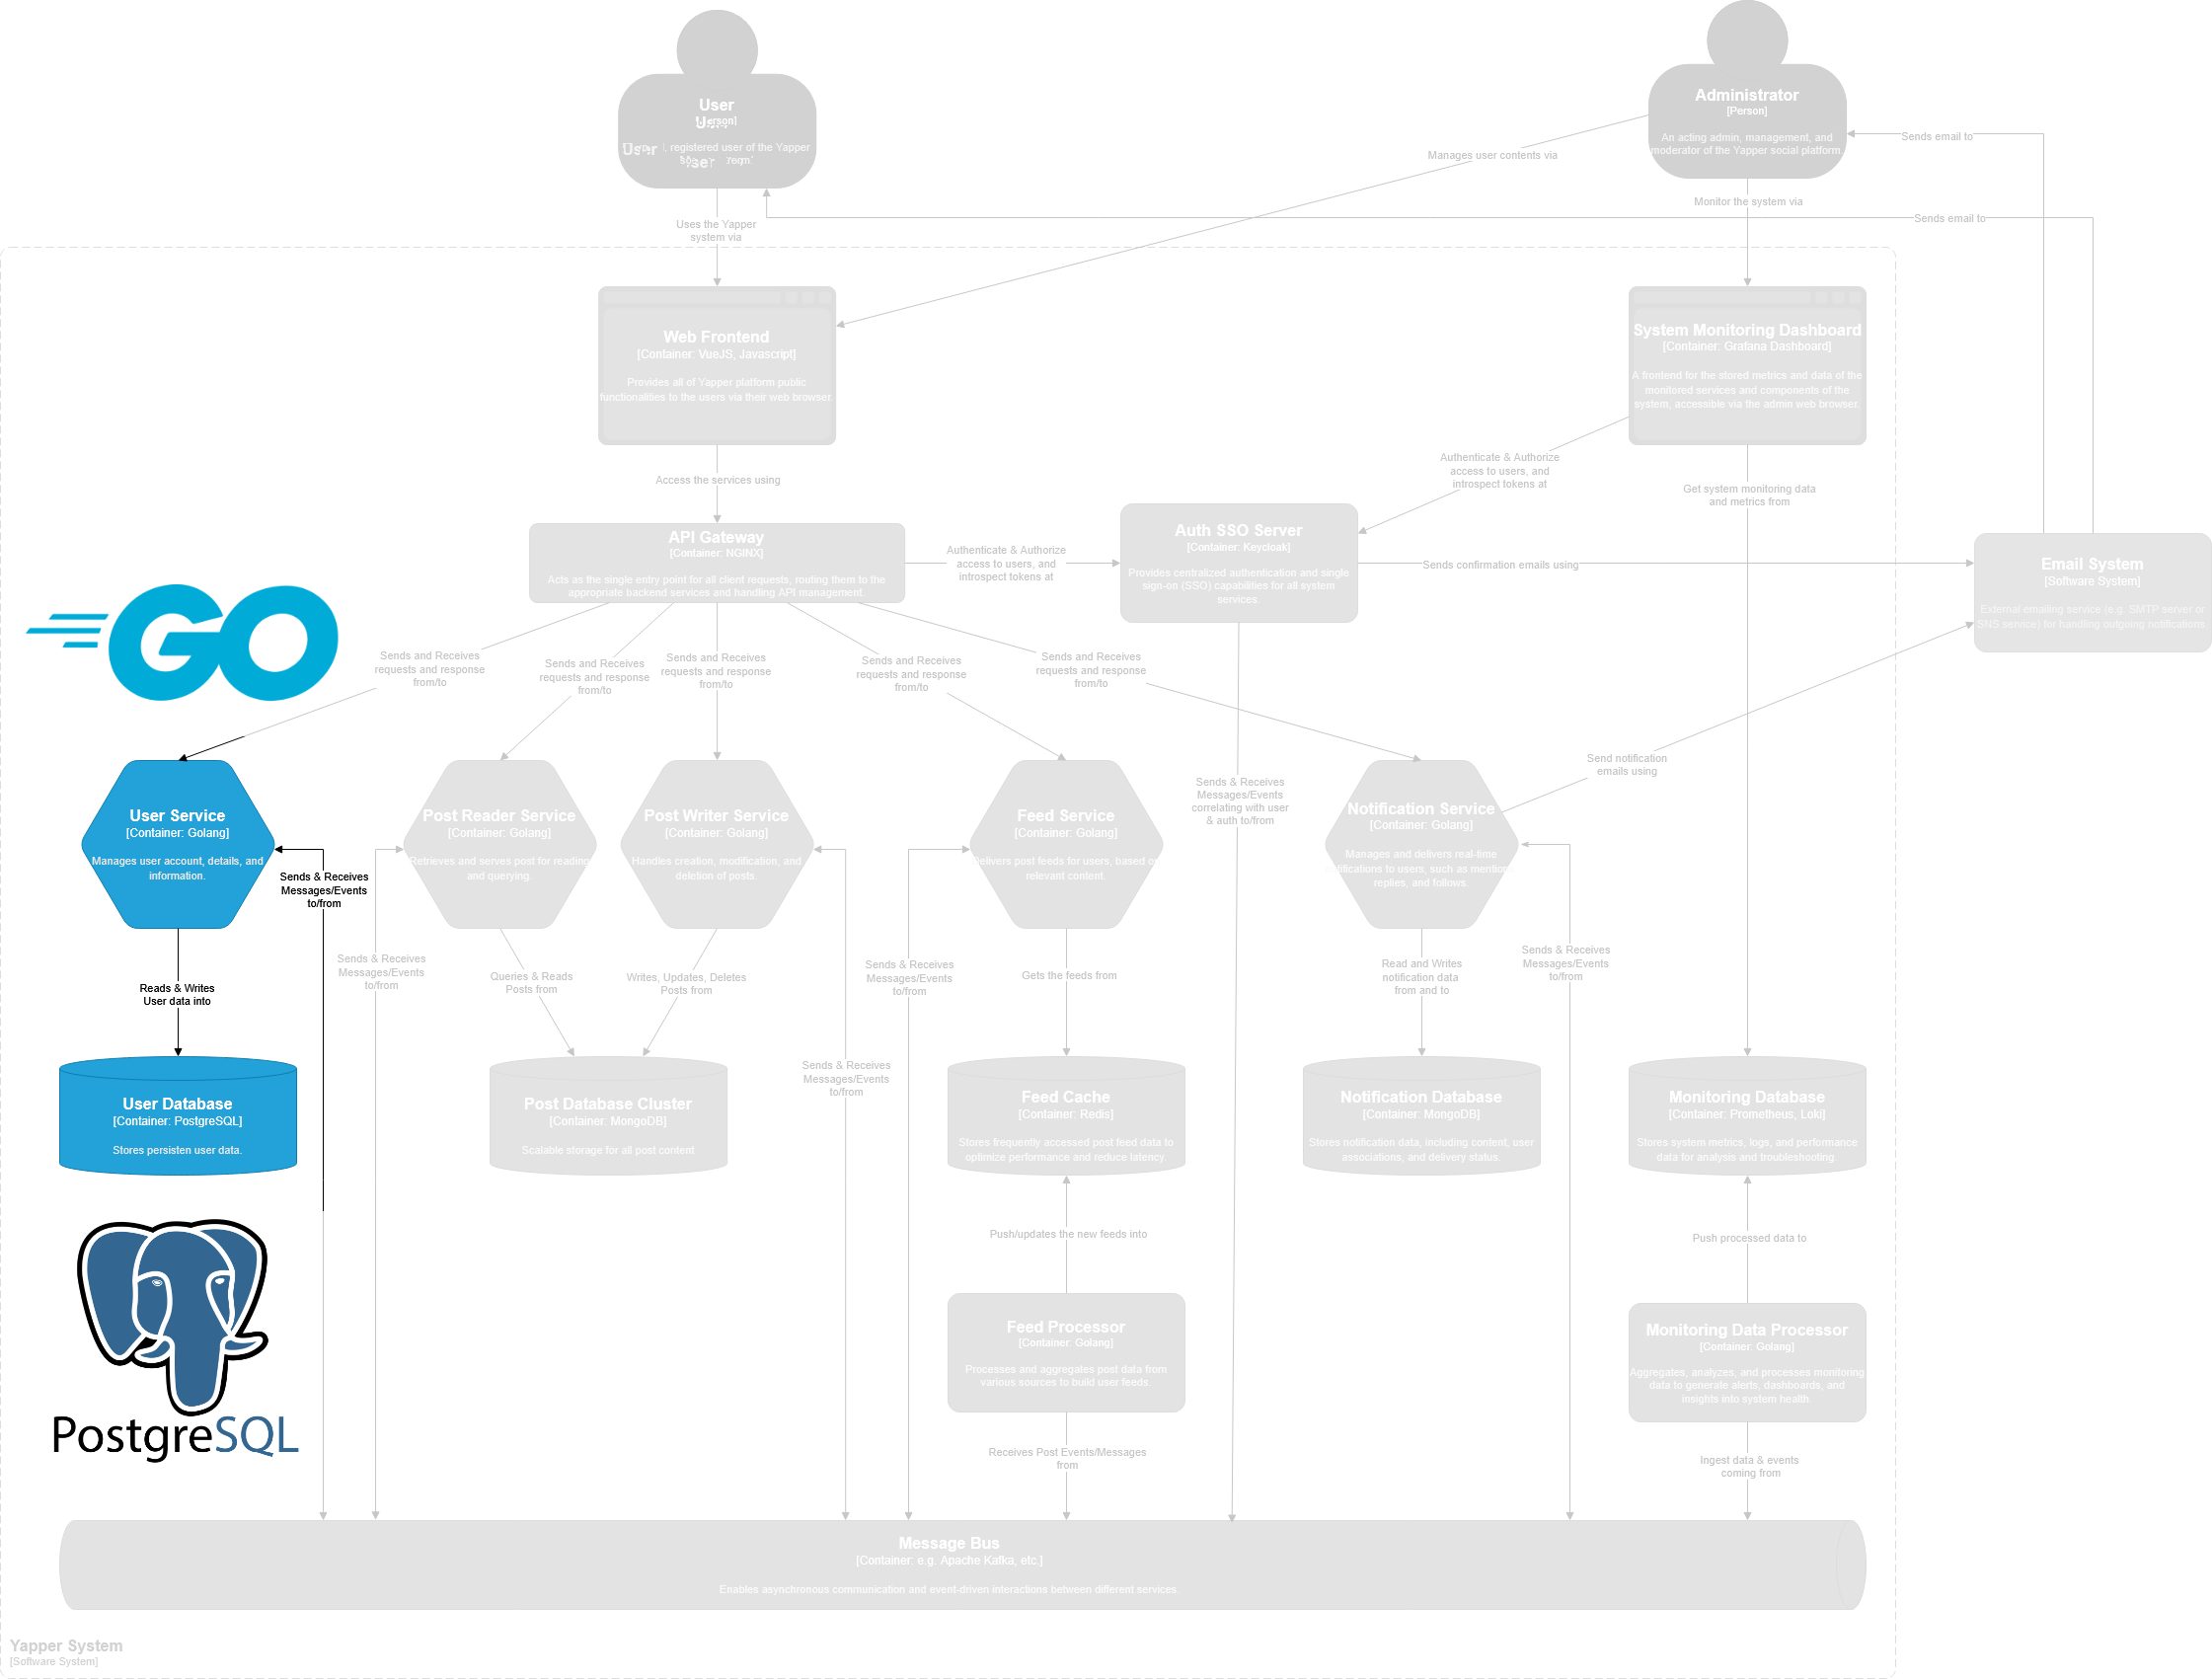 User
User
[Person]
registered user of the Yapper
User
User
Administrator
[Person]
An acting admin, management, and
moderator of the Yapper social platform.
Sends email to
Manages user contents via
Monitor the system via
Sends email to
Uses the Yapper
system via
Web Frontend
[Container: VueJS, Javascript]
Provides all of Yapper platform public
functionalities to the users via their web browser.
System Monitoring Dashboard
[Container: Grafana Dashboard]
A frontend for the stored metrics and data of the
monitored services and components of the
system, accessible via the admin web browser.
Access the services using
Authenticate & Authorize
access to users, and
introspect tokens at
Get system monitoring data
and metrics from
API Gateway
[Container: NGINX]
Acts as the single entry point for all client requests, routing them to the
appropriate backend services and handling API management.
Authenticate & Authorize
access to users, and
introspect tokens at
Auth SSO Server
[Container: Keycloak]
Provides centralized authentication and single
sign-on (SSO) capabilities for all system
services.
Sends confirmation emails using
Email System
[Software System]
External emailing service (e.g. SMTP server or
SNS service) for handling outgoing notifications.
GO
Sends and Receives
requests and response
from/to
Sends and Receives
requests and response
from/to
Sends and Receives
requests and response
from/to
Sends and Receives
requests and response
from/to
Sends and Receives
requests and response
from/to
Send notification
emails using
Sends & Receives
Messages/Events
correlating with user
& auth to/from
User Service
[Container: Golang]
Manages user account, details, and
information.
Sends & Receives
Messages/Events
to/from
Post Reader Service
[Container: Golang]
Retrieves and serves post for reading
and querying.
Post Writer Service
[Container: Golang]
Handles creation, modification, and
deletion of posts.
Feed Service
[Container: Golang]
Delivers post feeds for users, based on
relevant content.
Notification Service
[Container: Golang]
Manages and delivers real-time
notifications to users, such as mentions,
replies, and follows.
Reads & Writes
User data into
Sends & Receives
Messages/Events
to/from
Queries & Reads
Posts from
Writes, Updates, Deletes
Posts from
Sends & Receives
Messages/Events
to/from
Gets the feeds from
Read and Writes
notification data
from and to
Sends & Receives
Messages/Events
to/from
Sends & Receives
Messages/Events
to/from
User Database
[Container: PostgreSQL]
Stores persisten user data.
Post Database Cluster
[Container: MongoDB]
Scalable storage for all post content
Feed Cache
[Container: Redis]
Stores frequently accessed post feed data to
optimize performance and reduce latency.
Notification Database
[Container: MongoDB]
Stores notification data, including content, user
associations, and delivery status.
Monitoring Database
[Container: Prometheus, Loki]
Stores system metrics, logs, and performance
data for analysis and troubleshooting.
Push/updates the new feeds into
Push processed data to
PostgreSQL
Feed Processor
[Container: Golang]
Processes and aggregates post data from
various sources to build user feeds.
Monitoring Data Processor
[Container: Golang]
Aggregates, analyzes, and processes monitoring
data to generate alerts, dashboards, and
insights into system health.
Receives Post Events/Messages
from
Ingest data & events
coming from
Message Bus
[Container: e.g. Apache Kafka, etc.]
Enables asynchronous communication and event-driven interactions between different services.
Yapper System
[Software System]